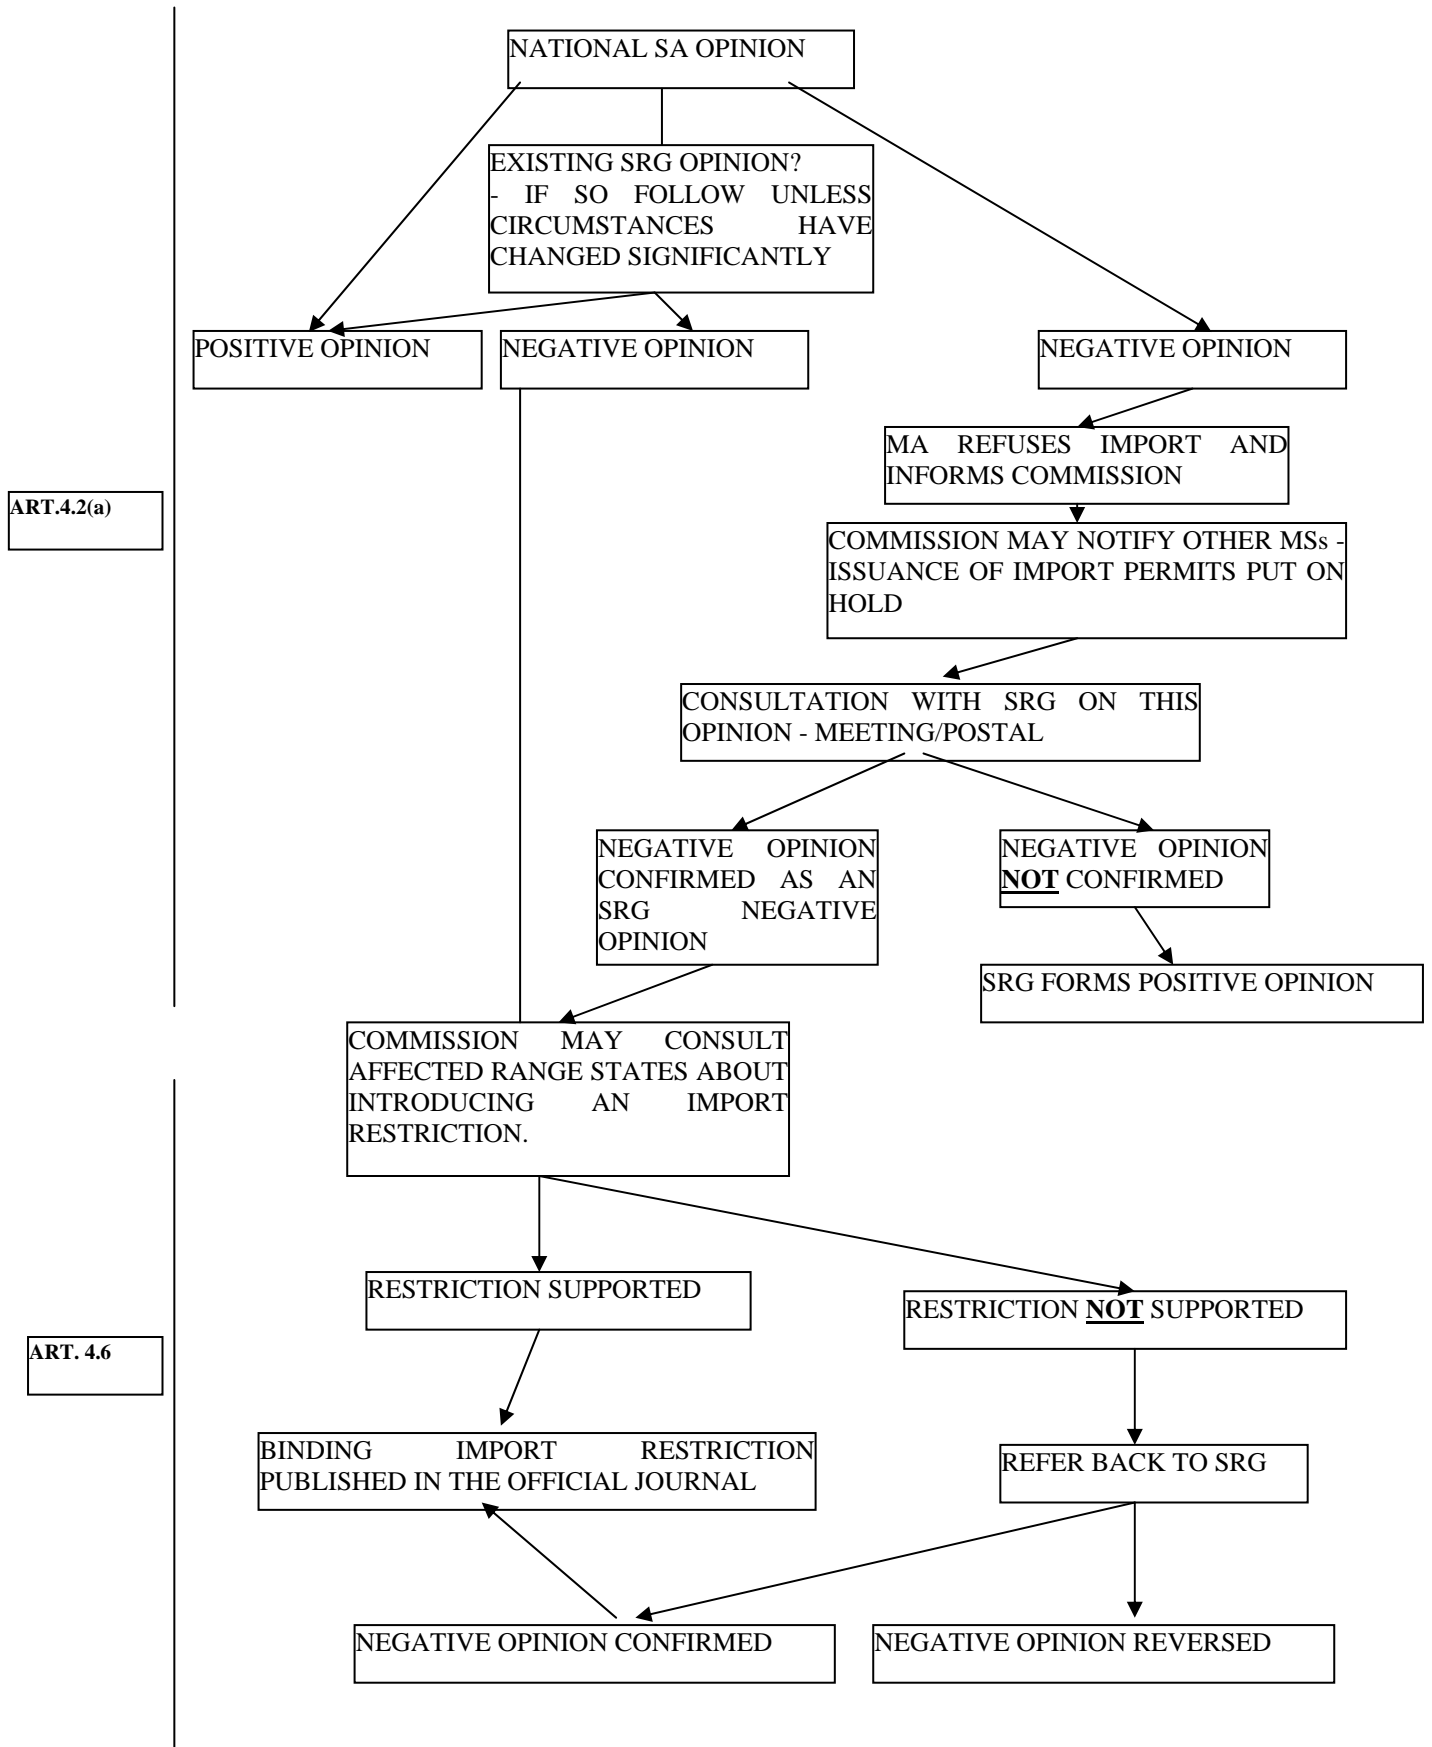 NATIONAL SA OPINION
EXISTING SRG OPINION?
- IF SO FOLLOW UNLESS
CIRCUMSTANCES HAVE
CHANGED SIGNIFICANTLY
POSITIVE OPINION
NEGATIVE OPINION
NEGATIVE OPINION
MA REFUSES IMPORT AND
INFORMS COMMISSION
ART.4.2(a)
COMMISSION MAY NOTIFY OTHER MSs -
ISSUANCE OF IMPORT PERMITS PUT ON
HOLD
CONSULTATION WITH SRG ON THIS
OPINION - MEETING/POSTAL
NEGATIVE OPINION
CONFIRMED AS AN
SRG NEGATIVE
OPINION
NEGATIVE OPINION
NOT CONFIRMED
SRG FORMS POSITIVE OPINION
COMMISSION MAY CONSULT
AFFECTED RANGE STATES ABOUT
INTRODUCING AN IMPORT
RESTRICTION.
RESTRICTION SUPPORTED
RESTRICTION NOT SUPPORTED
ART. 4.6
BINDING IMPORT RESTRICTION
PUBLISHED IN THE OFFICIAL JOURNAL
REFER BACK TO SRG
NEGATIVE OPINION CONFIRMED
NEGATIVE OPINION REVERSED